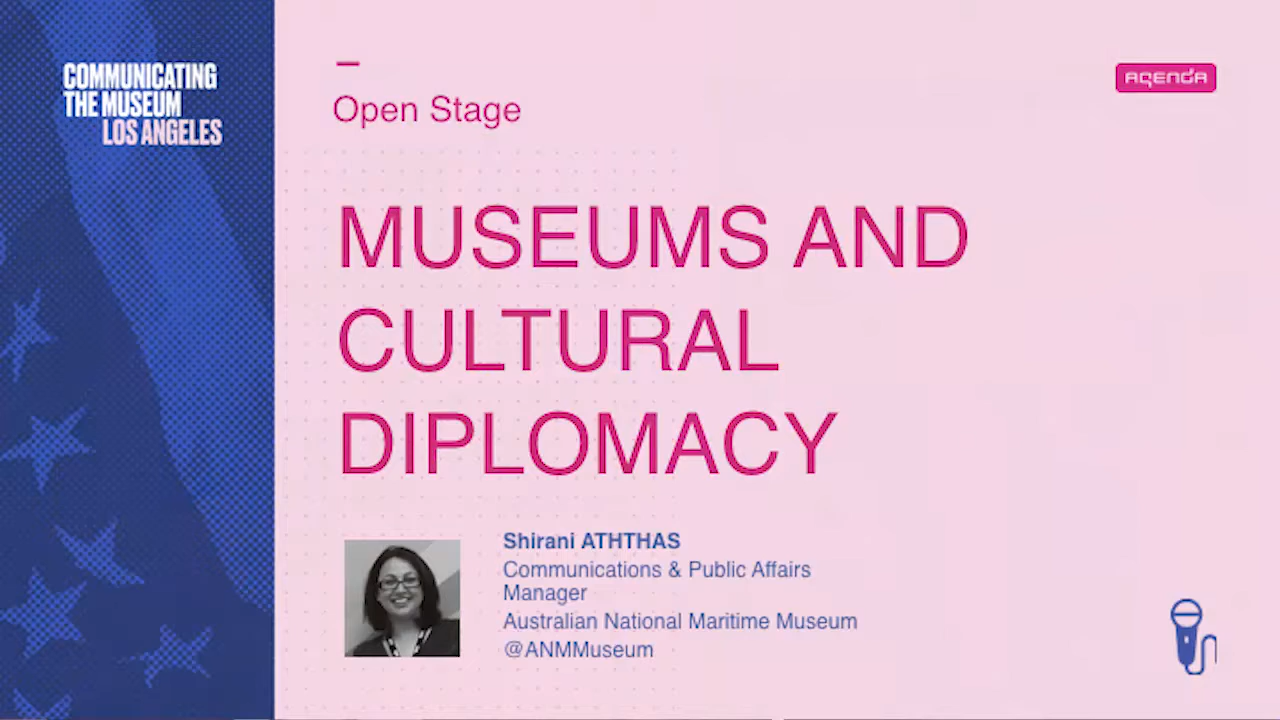 COMMUNICATING
THE MUSEUM
LOS ANGELES
AGENDA
Open Stage
MUSEUMS AND
CULTURAL
DIPLOMACY
Shirani ATHTHAS
Communications & Public Affairs
Manager
Australian National Maritime Museum
@ANMMuseum